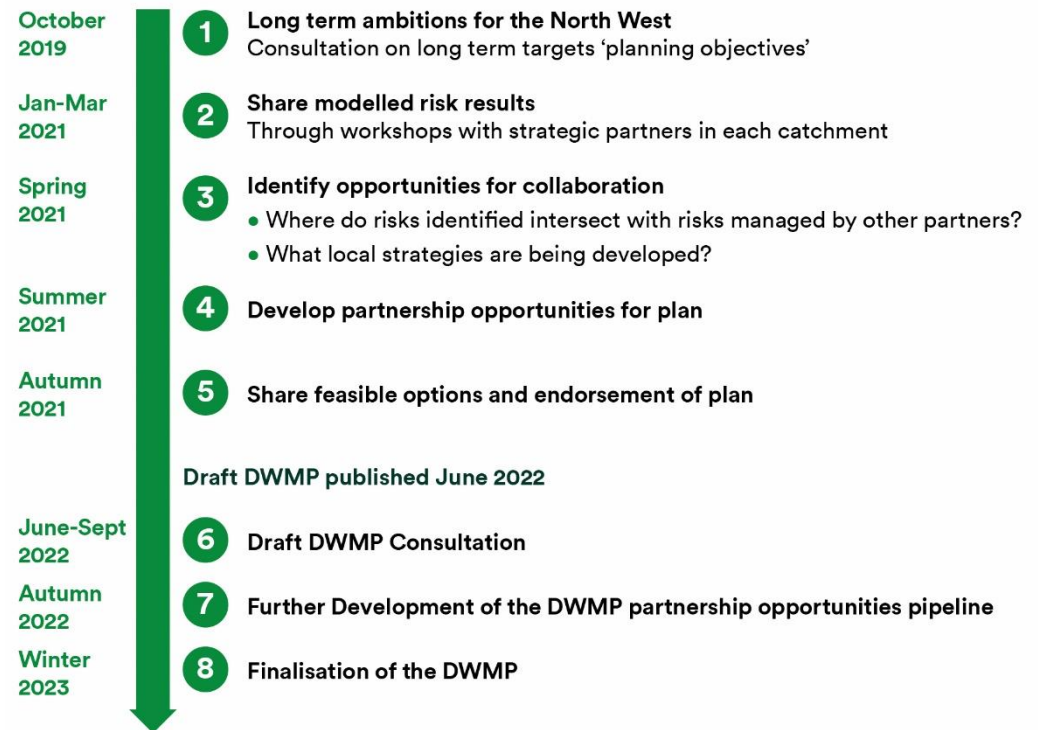 October
2019
1
Long term ambitions for the North West
Consultation on long term targets ‘planning objectives’
Jan-Mar
2021
2
Share modelled risk results
Through workshops with strategic partners in each catchment
Spring
2021
3
Identify opportunities for collaboration
• Where do risks identified intersect with risks managed by other partners?
• What local strategies are being developed?
Summer
2021
4
Develop partnership opportunities for plan
Autumn
2021
5
Share feasible options and endorsement of plan
Draft DWMP published June 2022
June-Sept
2022
6
Draft DWMP Consultation
Autumn
2022
7
Further Development of the DWMP partnership opportunities pipeline
Winter
2023
8
Finalisation of the DWMP